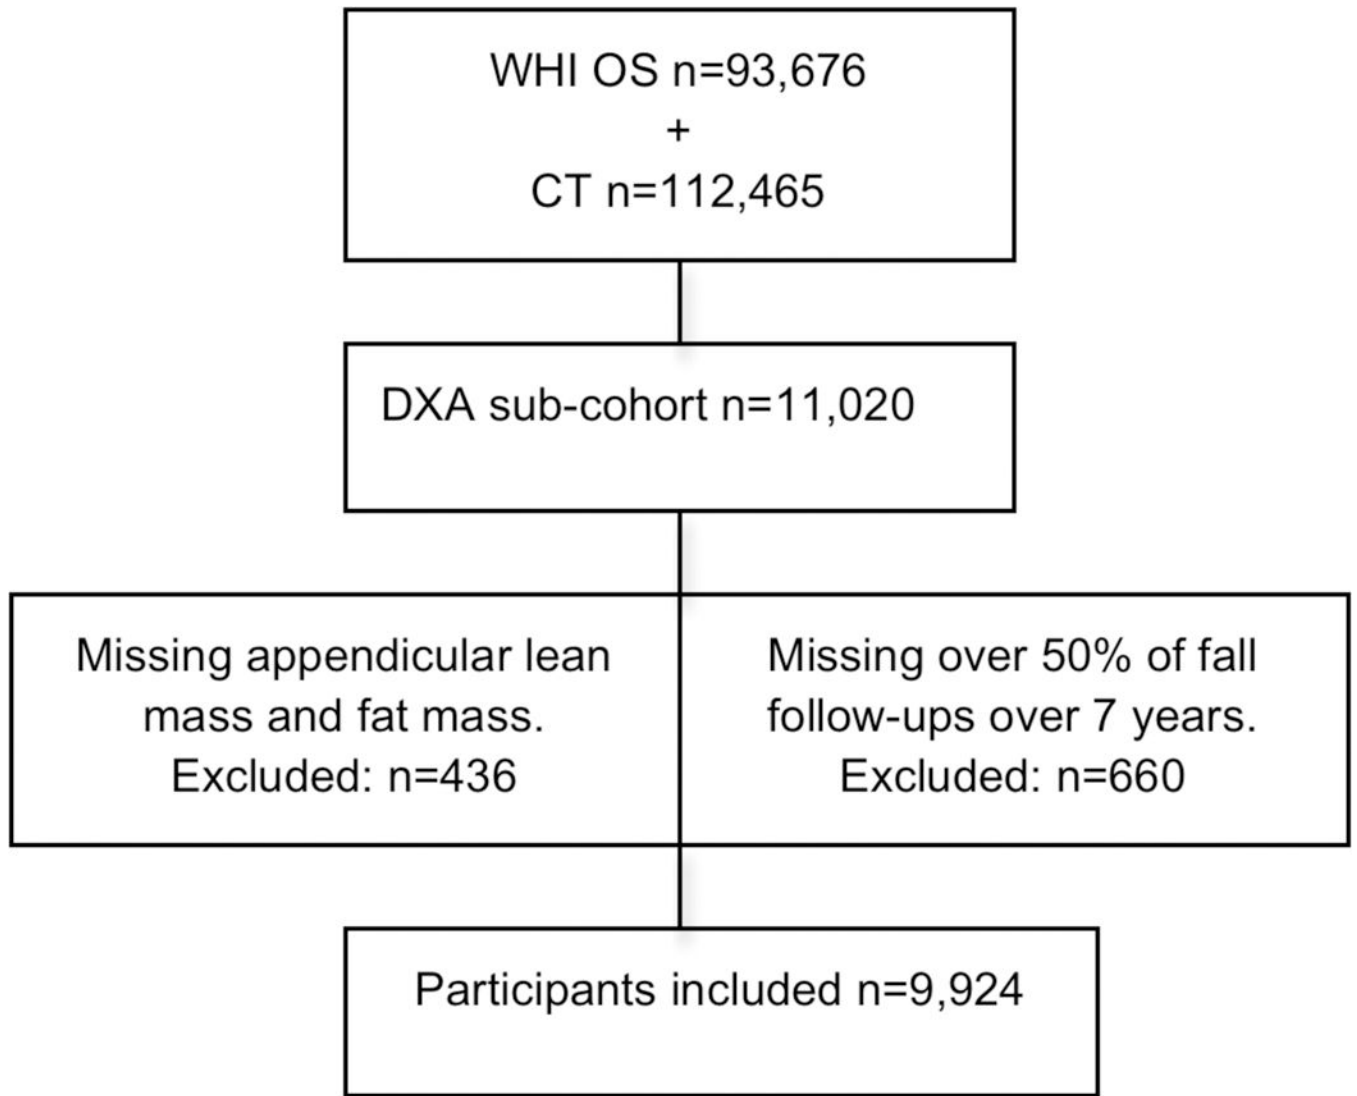 WHI OS n=93,676
+
CT n=112,465
DXA sub-cohort n=11,020
Missing appendicular lean
mass and fat mass.
Excluded: n=436
Missing over 50% of fall
follow-ups over 7 years.
Excluded: n=660
Participants included n=9,924